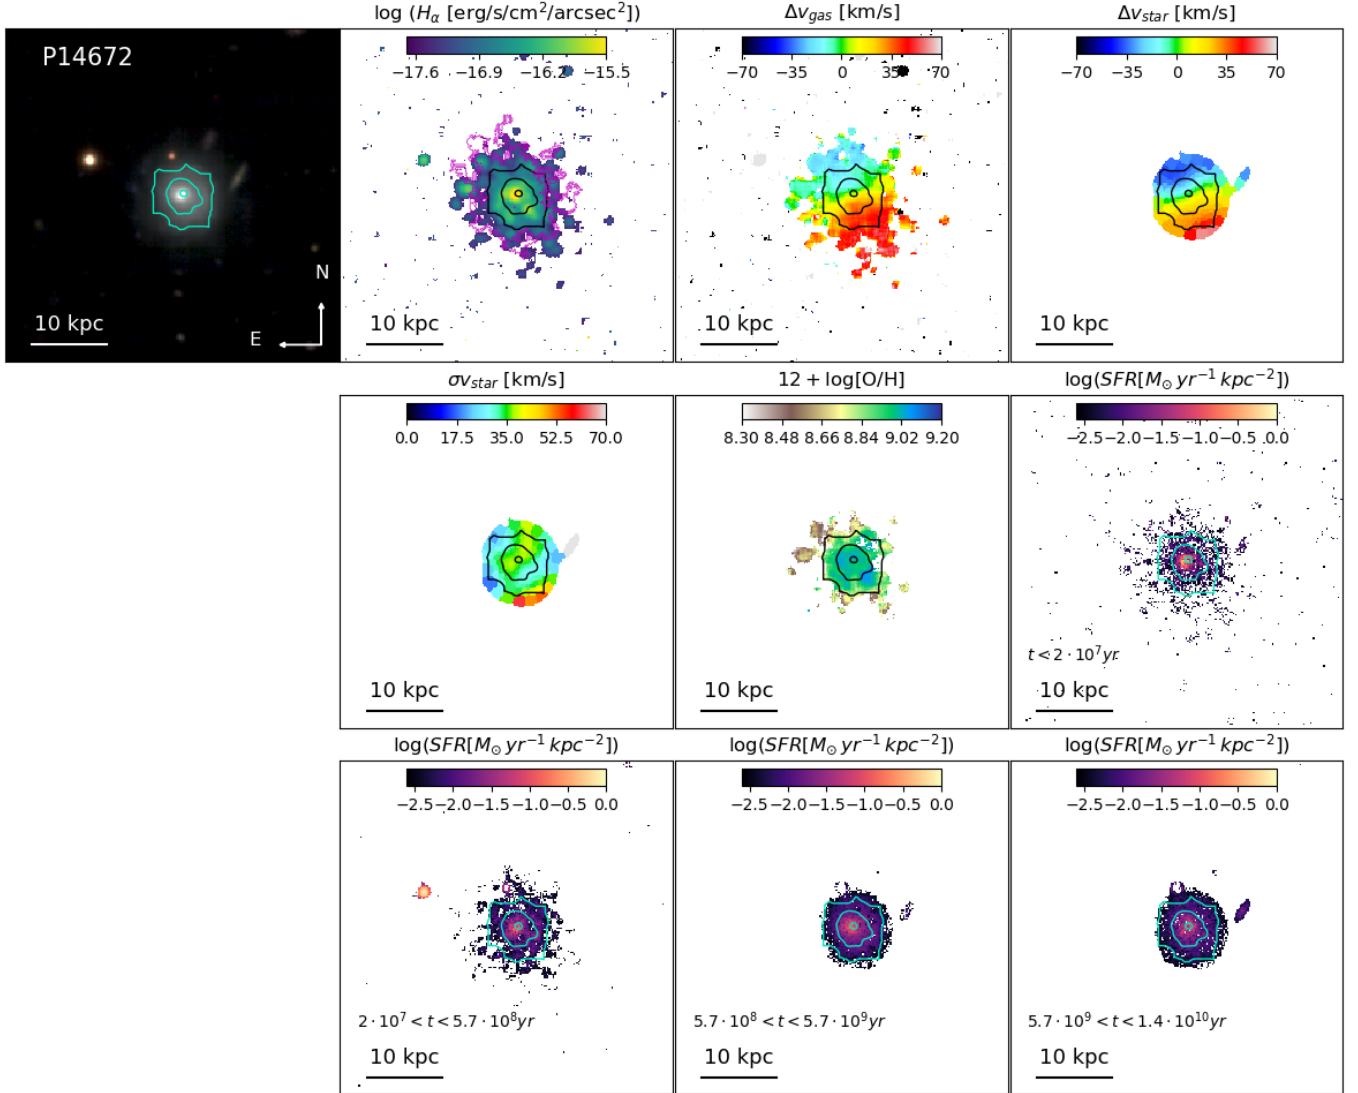 log (Hα [erg/s/cm²/arcsec²])
Δv_gas [km/s]
Δv_star [km/s]
P14672
−17.6 −16.9 −16.2 −15.5
−70 −35 0 35 70
−70 −35 0 35 70
N
E
10 kpc
10 kpc
10 kpc
10 kpc
σv_star [km/s]
12 + log[O/H]
log(SFR[M⊙ yr⁻¹ kpc⁻²])
0.0 17.5 35.0 52.5 70.0
8.30 8.48 8.66 8.84 9.02 9.20
−2.5 −2.0 −1.5 −1.0 −0.5 0.0
t < 2 · 10⁷yr
10 kpc
10 kpc
10 kpc
log(SFR[M⊙ yr⁻¹ kpc⁻²])
log(SFR[M⊙ yr⁻¹ kpc⁻²])
log(SFR[M⊙ yr⁻¹ kpc⁻²])
−2.5 −2.0 −1.5 −1.0 −0.5 0.0
−2.5 −2.0 −1.5 −1.0 −0.5 0.0
−2.5 −2.0 −1.5 −1.0 −0.5 0.0
2 · 10⁷ < t < 5.7 · 10⁸yr
5.7 · 10⁸ < t < 5.7 · 10⁹yr
5.7 · 10⁹ < t < 1.4 · 10¹⁰yr
10 kpc
10 kpc
10 kpc